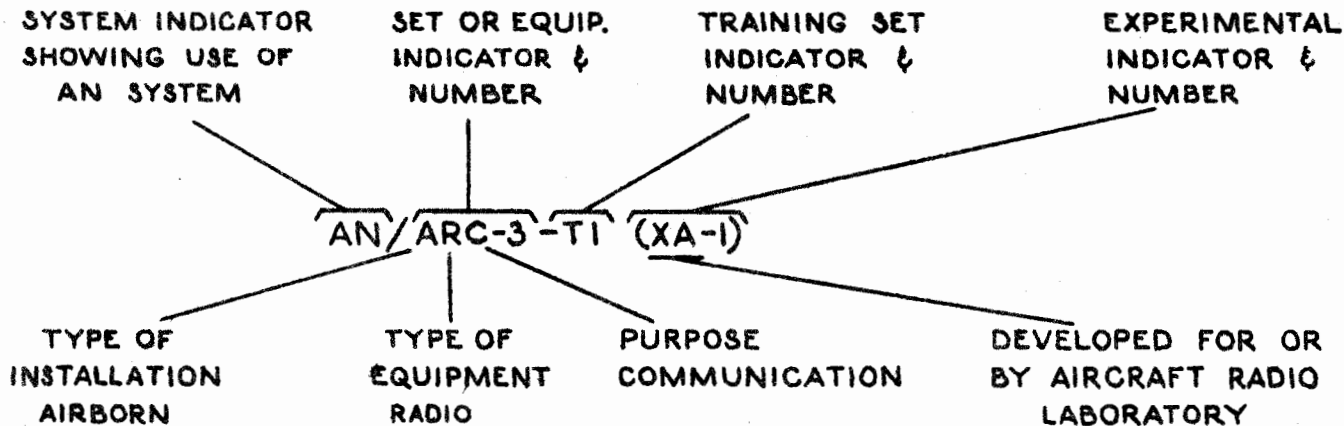 SYSTEM INDICATOR
SHOWING USE OF
AN SYSTEM
SET OR EQUIP.
INDICATOR &
NUMBER
TRAINING SET
INDICATOR &
NUMBER
EXPERIMENTAL
INDICATOR &
NUMBER
AN/ARC-3-T1 (XA-1)
TYPE OF
INSTALLATION
AIRBORN
TYPE OF
EQUIPMENT
RADIO
PURPOSE
COMMUNICATION
DEVELOPED FOR OR
BY AIRCRAFT RADIO
LABORATORY